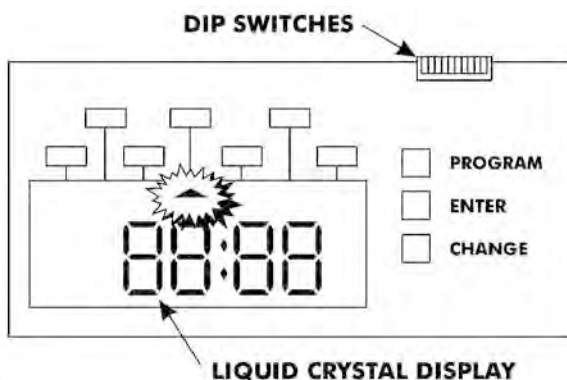 DIP SWITCHES
PROGRAM
ENTER
CHANGE
88:88
LIQUID CRYSTAL DISPLAY